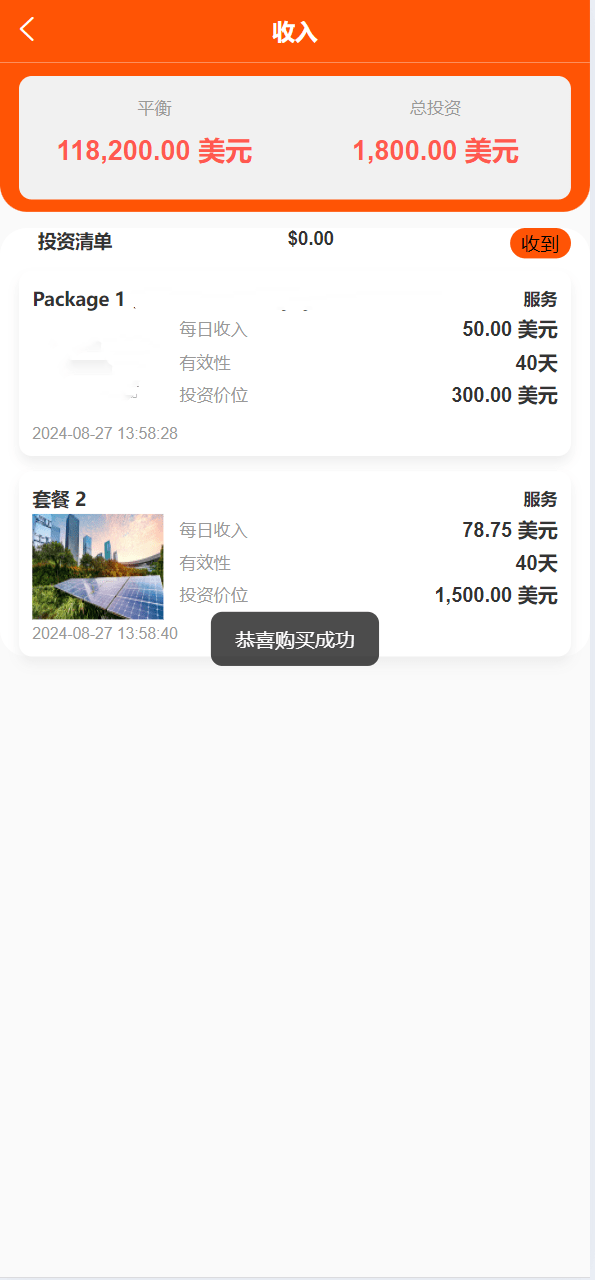 收入
平衡 总投资
118,200.00 美元 1,800.00 美元
投资清单 $0.00 收到
Package 1 服务
每日收入 50.00 美元
有效性 40天
投资价位 300.00 美元
2024-08-27 13:58:28
套餐 2 服务
每日收入 78.75 美元
有效性 40天
投资价位 1,500.00 美元
2024-08-27 13:58:40
恭喜购买成功